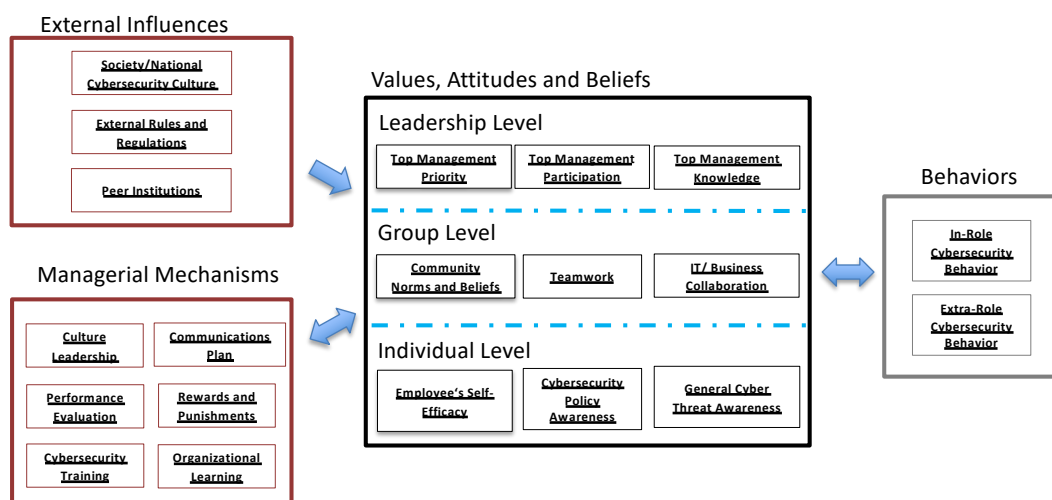 External Influences
Society/National
Cybersecurity Culture
External Rules and
Regulations
Peer Institutions
Managerial Mechanisms
Culture
Leadership
Communications
Plan
Performance
Evaluation
Rewards and
Punishments
Cybersecurity
Training
Organizational
Learning
Values, Attitudes and Beliefs
Leadership Level
Top Management
Priority
Top Management
Participation
Top Management
Knowledge
Group Level
Community
Norms and Beliefs
Teamwork
IT/ Business
Collaboration
Individual Level
Employee‘s Self-
Efficacy
Cybersecurity
Policy
Awareness
General Cyber
Threat Awareness
Behaviors
In-Role
Cybersecurity
Behavior
Extra-Role
Cybersecurity
Behavior